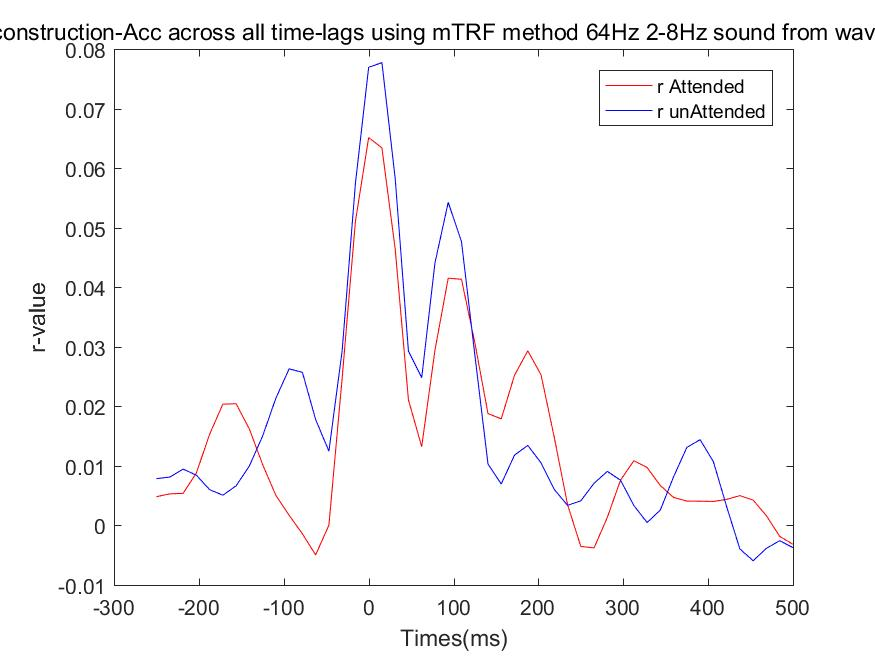 construction-Acc across all time-lags using mTRF method 64Hz 2-8Hz sound from wav
0.08
r Attended
r unAttended
0.07
0.06
0.05
0.04
0.03
0.02
0.01
0
-0.01
r-value
-300 -200 -100 0 100 200 300 400 500
Times(ms)